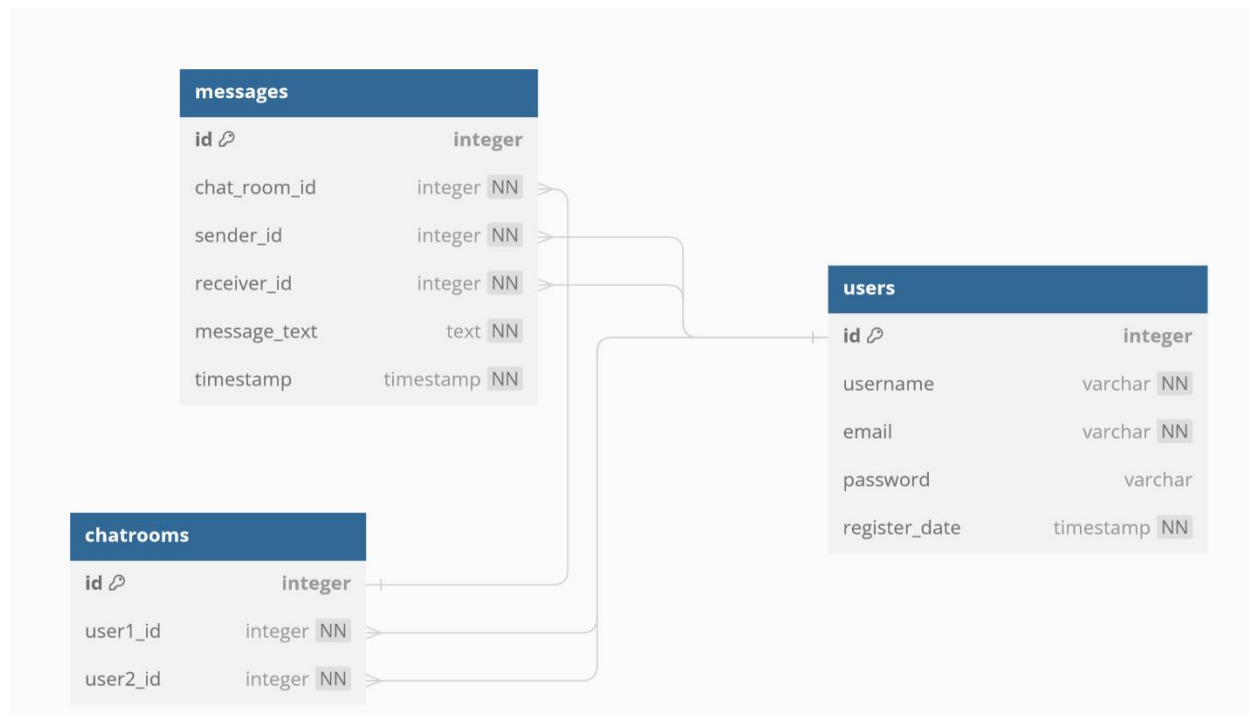 messages
id integer
chat_room_id integer NN
sender_id integer NN
receiver_id integer NN
message_text text NN
timestamp timestamp NN
users
id integer
username varchar NN
email varchar NN
password varchar
register_date timestamp NN
chatrooms
id integer
user1_id integer NN
user2_id integer NN